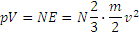 pV = NE = N 2/3 · m/2 v²